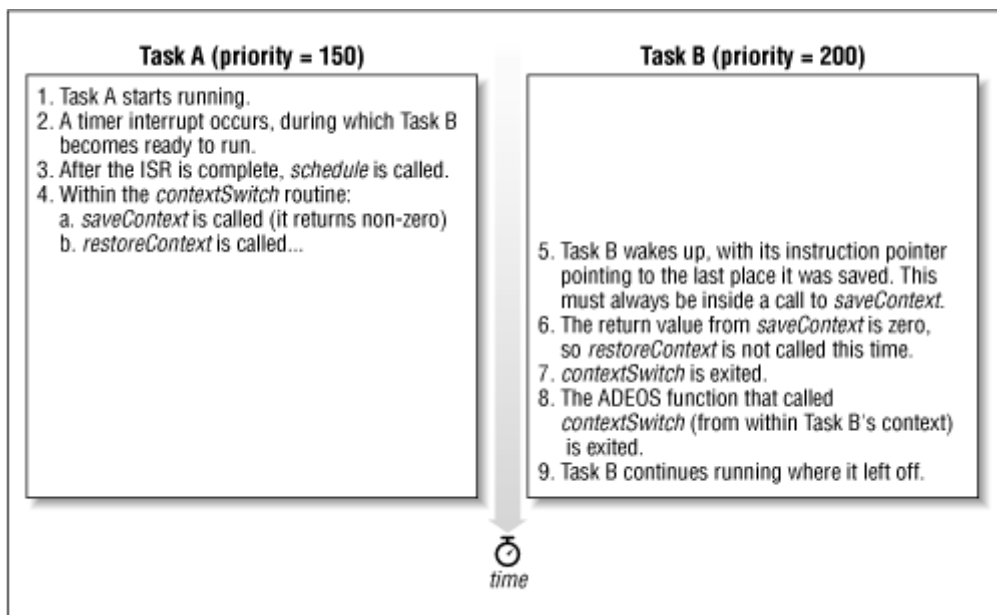 Task A (priority = 150)
1. Task A starts running.
2. A timer interrupt occurs, during which Task B
becomes ready to run.
3. After the ISR is complete, schedule is called.
4. Within the contextSwitch routine:
a. saveContext is called (it returns non-zero)
b. restoreContext is called...
Task B (priority = 200)
5. Task B wakes up, with its instruction pointer
pointing to the last place it was saved. This
must always be inside a call to saveContext.
6. The return value from saveContext is zero,
so restoreContext is not called this time.
7. contextSwitch is exited.
8. The ADEOS function that called
contextSwitch (from within Task B's context)
is exited.
9. Task B continues running where it left off.
time